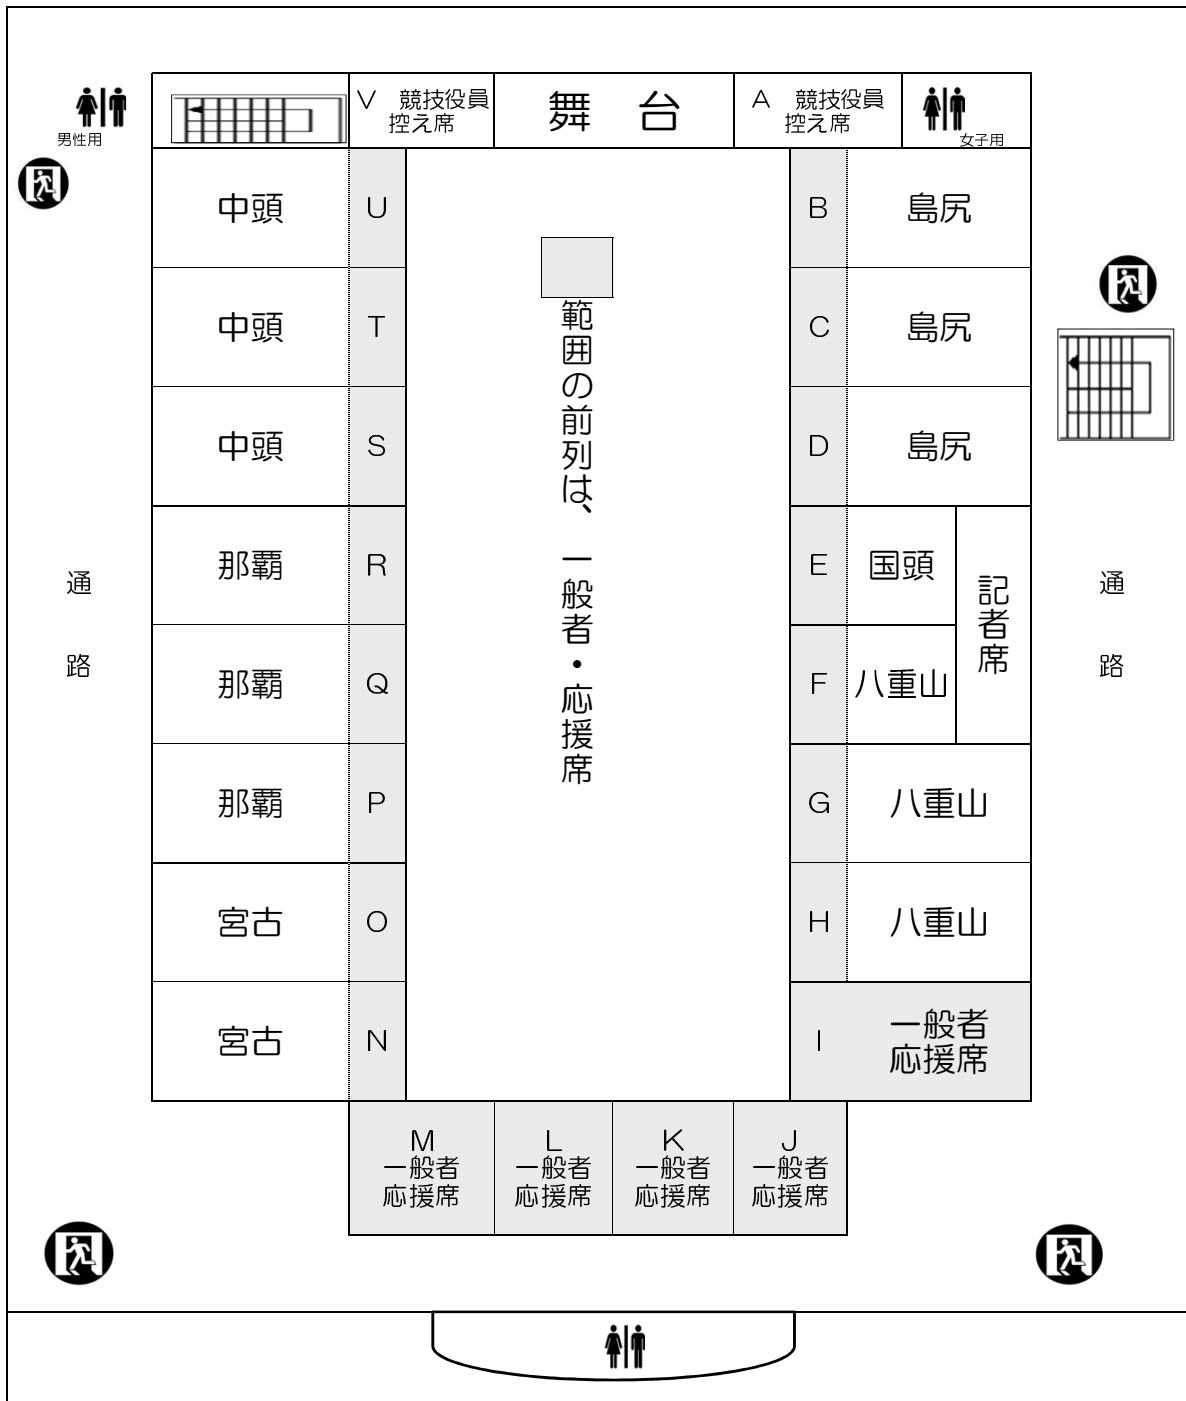 V 競技役員
控え席
舞 台
A 競技役員
控え席
男性用
女子用
中頭 U
B 島尻
中頭 T
C 島尻
中頭 S
D 島尻
範囲の前列は、一般者・応援席
那覇 R
E 国頭
記者席
通路
通路
那覇 Q
F 八重山
那覇 P
G 八重山
宮古 O
H 八重山
宮古 N
I 一般者
応援席
M
一般者
応援席
L
一般者
応援席
K
一般者
応援席
J
一般者
応援席